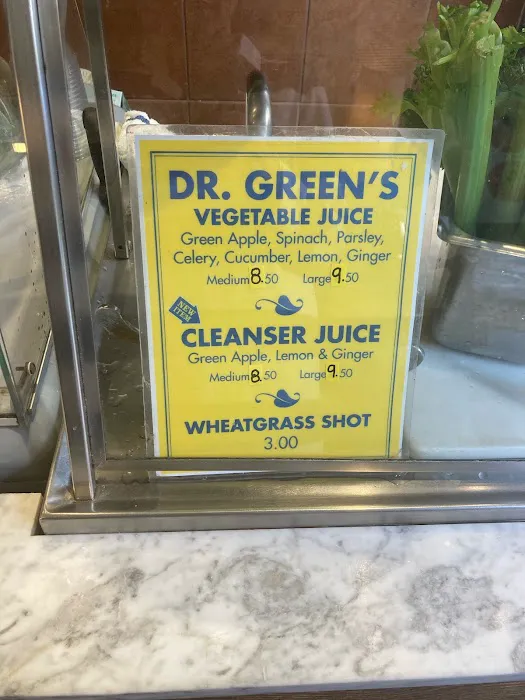 DR. GREEN'S
VEGETABLE JUICE
Green Apple, Spinach, Parsley,
Celery, Cucumber, Lemon, Ginger
Medium 8.50 Large 9.50
NEW ITEM
CLEANSER JUICE
Green Apple, Lemon & Ginger
Medium 8.50 Large 9.50
WHEATGRASS SHOT
3.00